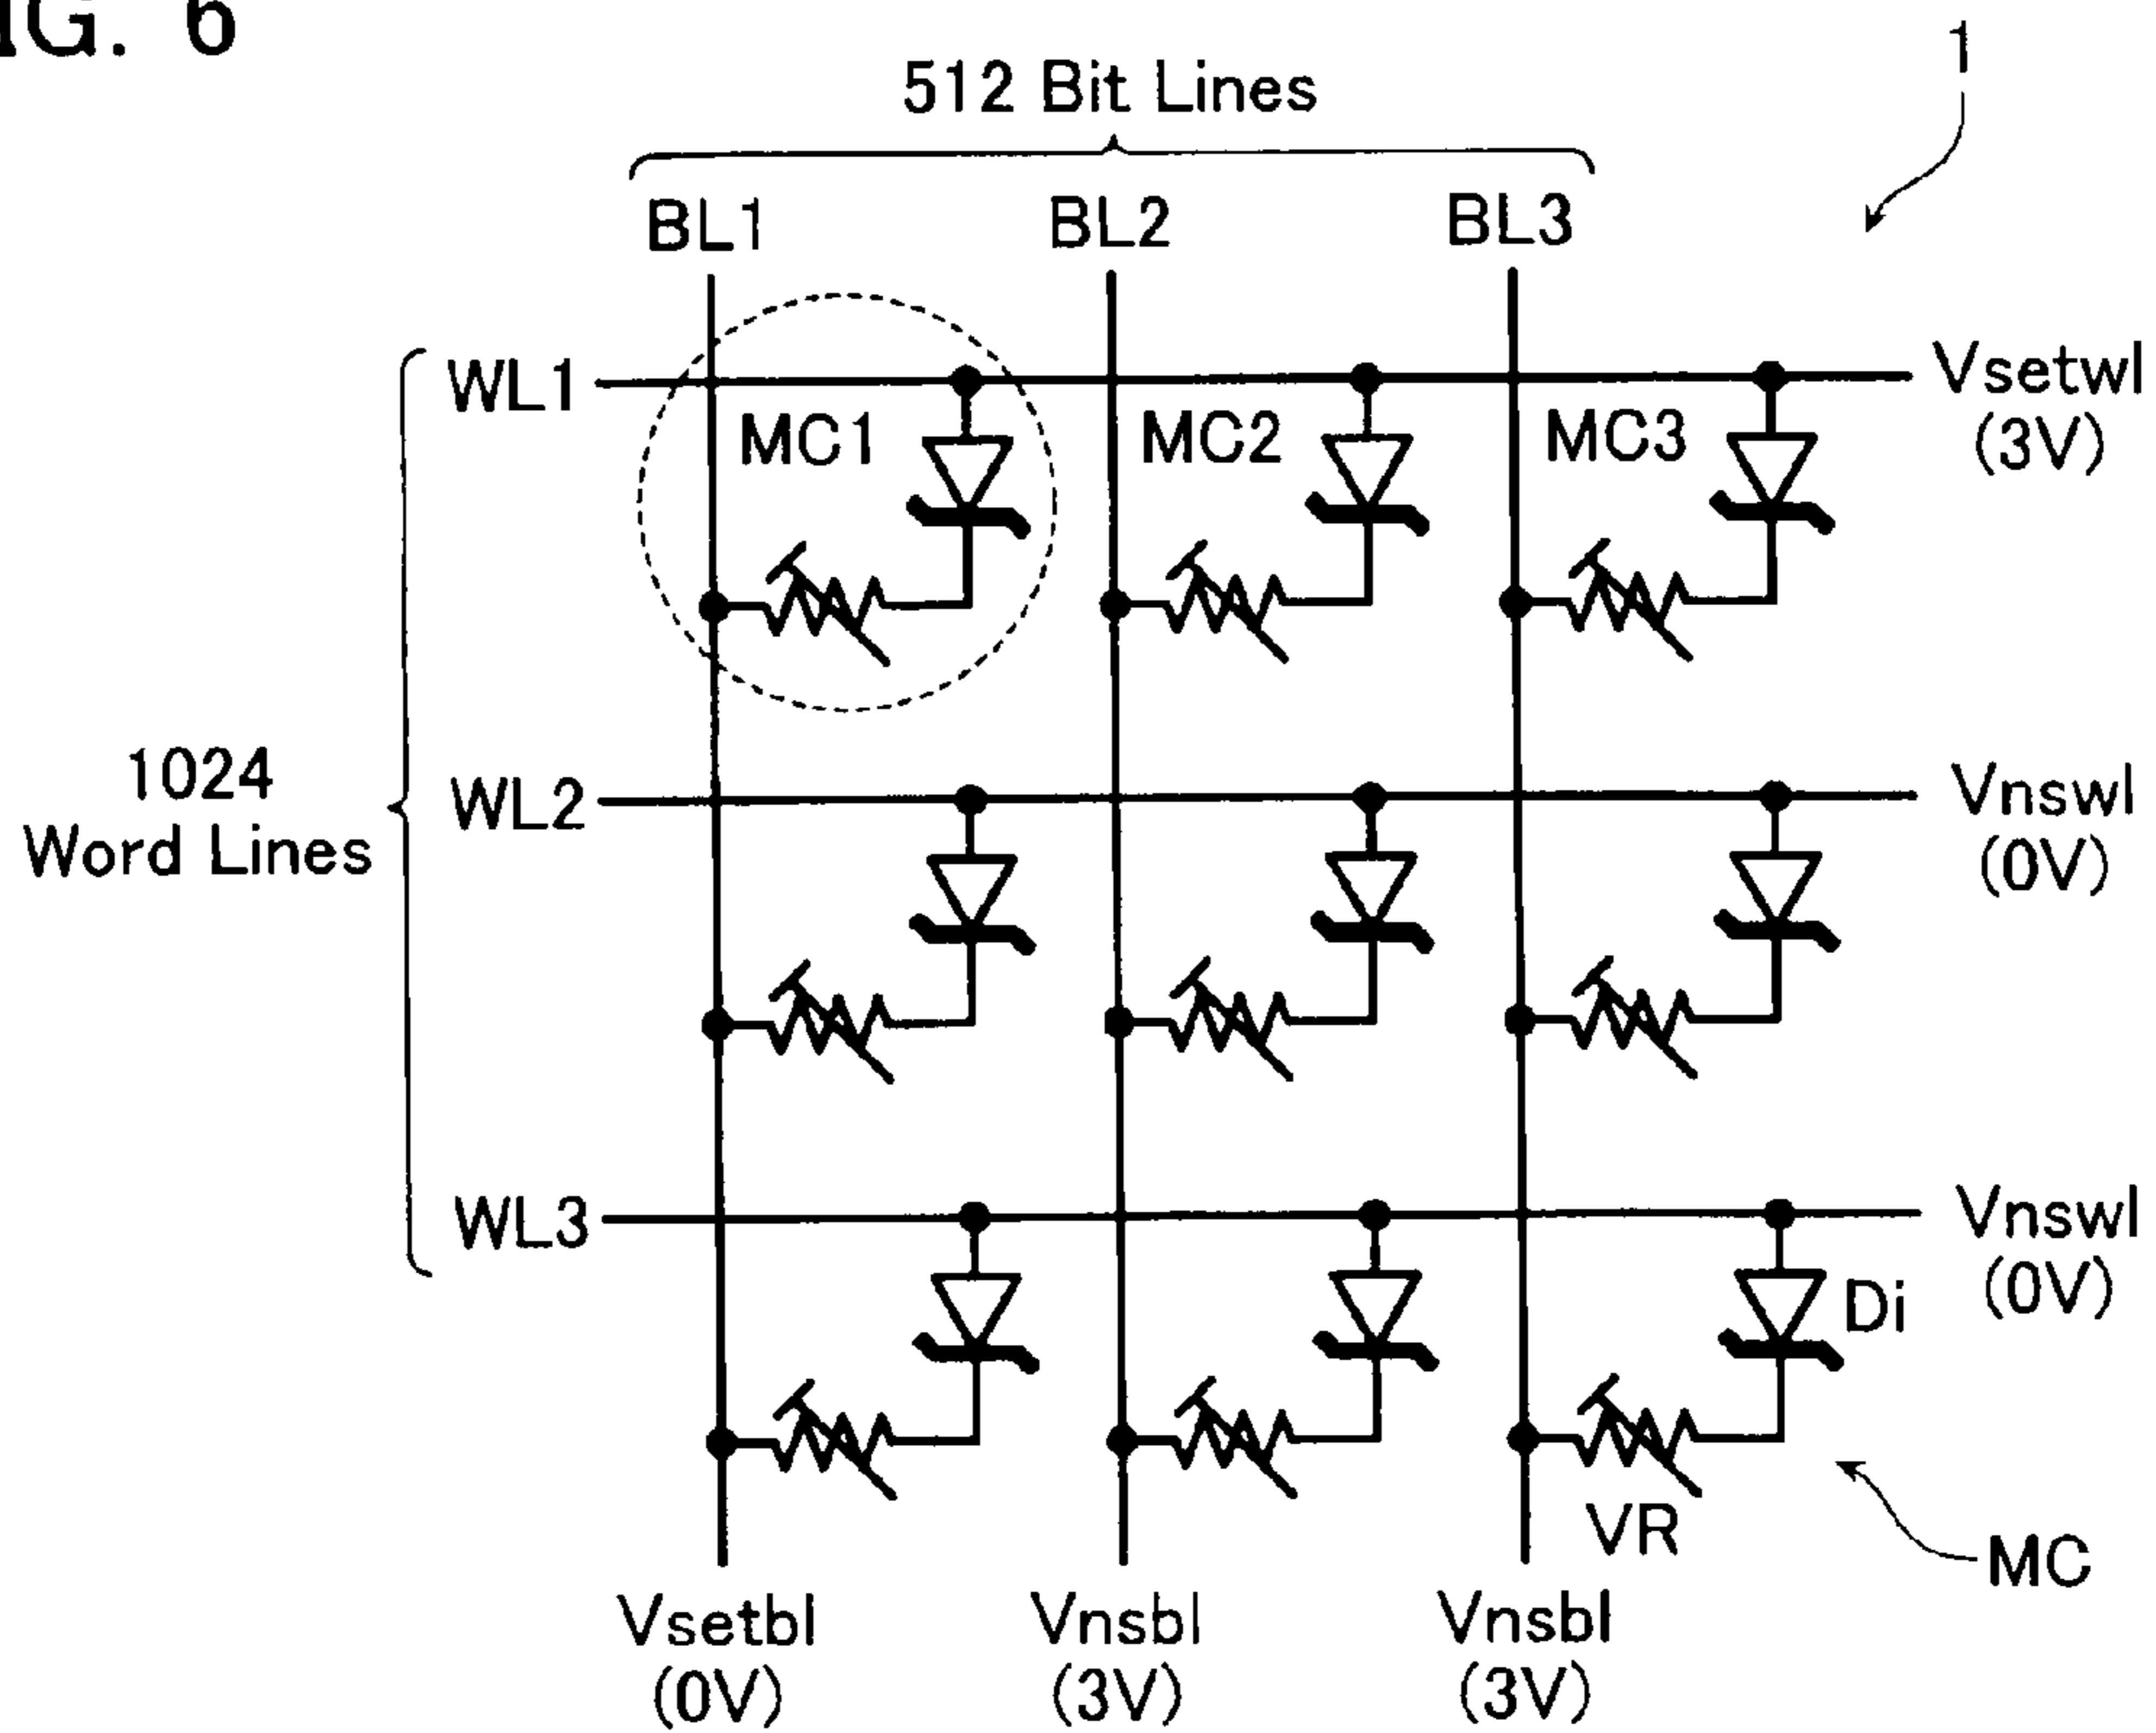 FIG. 6
1
512 Bit Lines
BL1 BL2 BL3
WL1 MC1 MC2 MC3 Vsetwl
(3V)
1024
Word Lines
WL2 Vnswl
(0V)
WL3 Vnswl
(0V)
Di
VR
MC
Vsetbl Vnsbl Vnsbl
(0V) (3V) (3V)